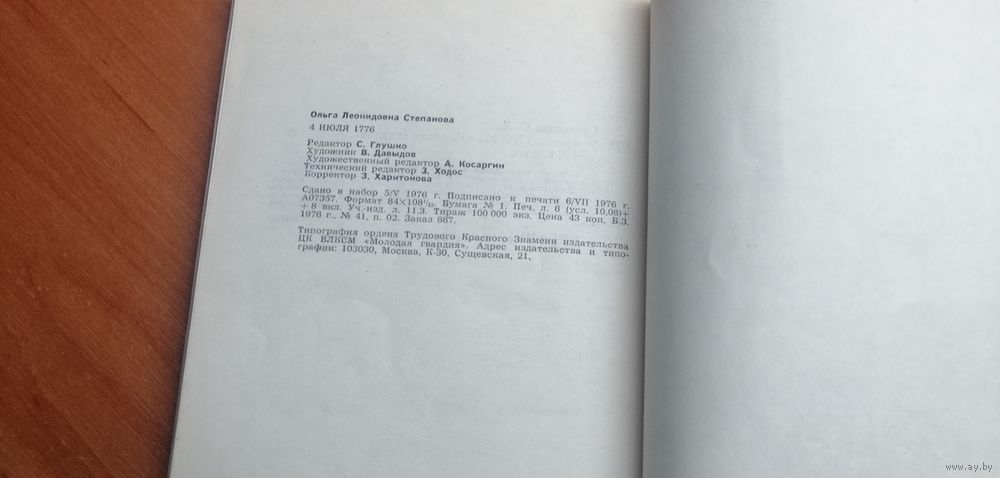 Ольга Леонидовна Степанова
4 ИЮЛЯ 1776
Редактор С. Глушко
Художник В. Давыдов
Художественный редактор А. Косаргин
Технический редактор З. Ходос
Корректор З. Харитонова
Сдано в набор 5/V 1976 г. Подписано к печати 6/VII 1976 г.
А07357. Формат 84×108¹/₃₂. Бумага № 1. Печ. л. 6 (усл. 10,08)+
+ 8 вкл. Уч.-изд. л. 11,3. Тираж 100 000 экз. Цена 43 коп. Б.З.
1976 г., № 41, п. 02. Заказ 867.
Типография ордена Трудового Красного Знамени издательства
ЦК ВЛКСМ «Молодая гвардия». Адрес издательства и типо-
графии: 103030, Москва, К-30, Сущевская, 21,
www.ay.by